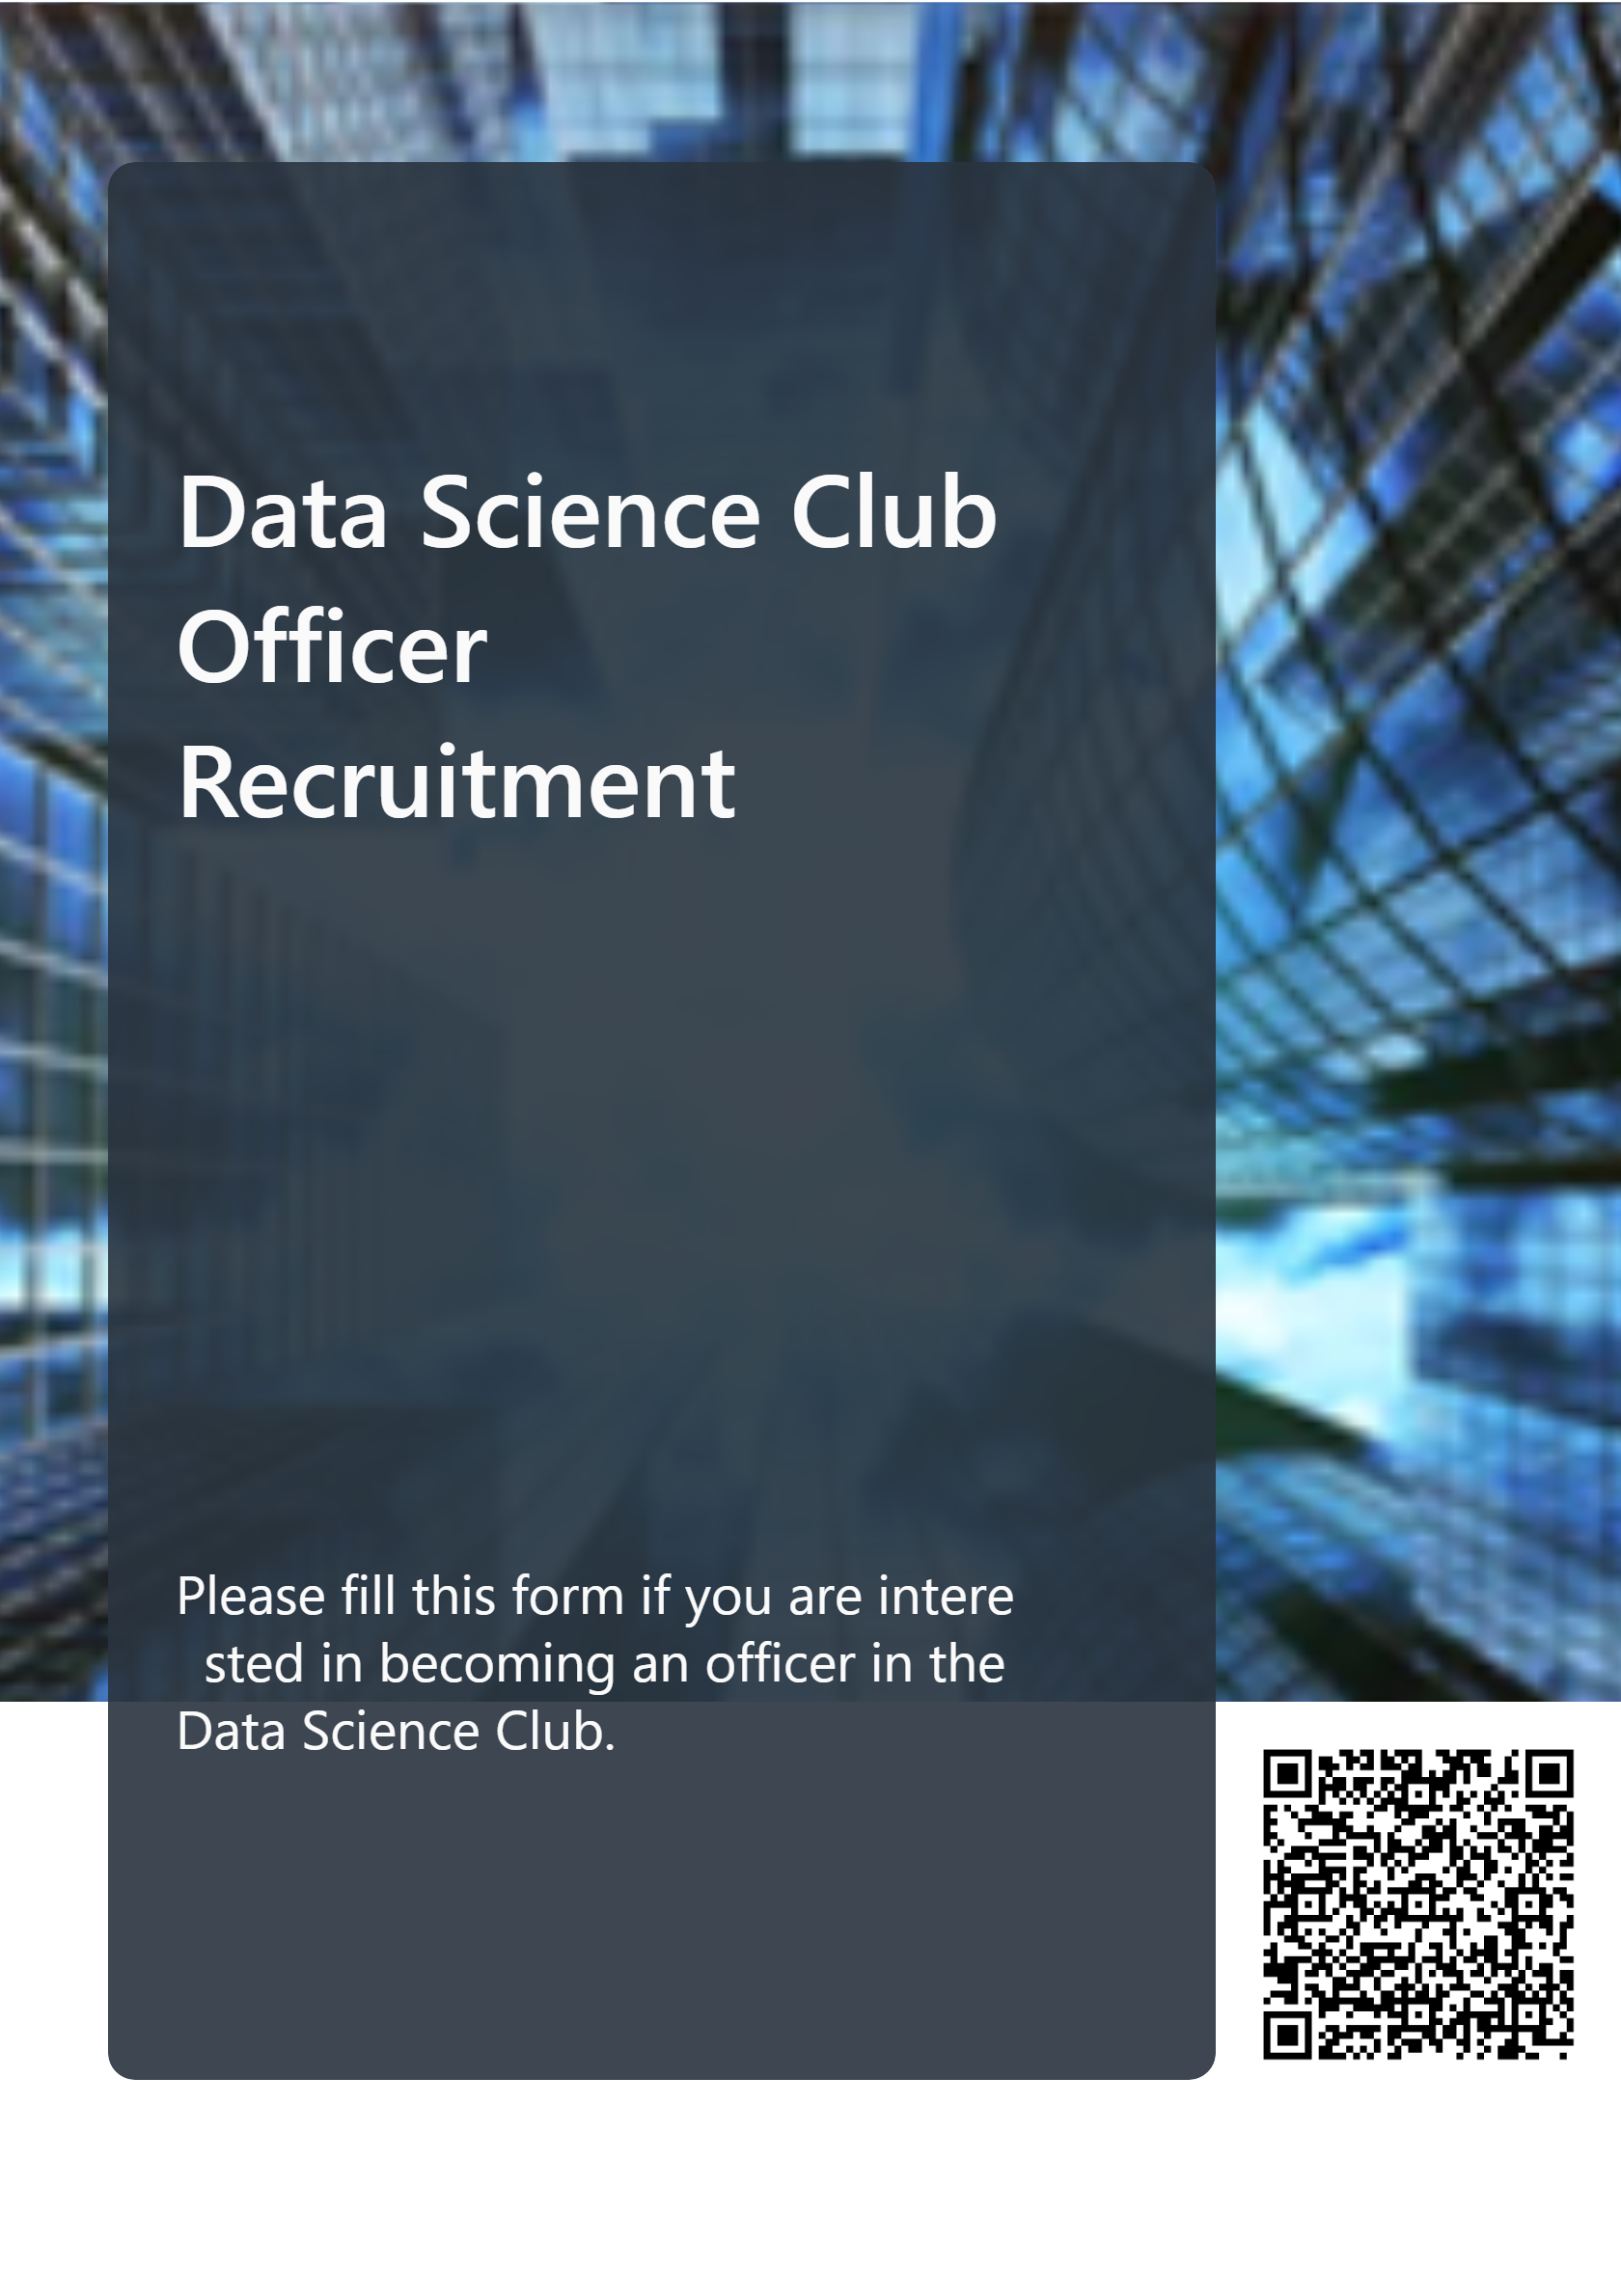 Data Science Club
Officer
Recruitment
Please fill this form if you are intere
sted in becoming an officer in the
Data Science Club.